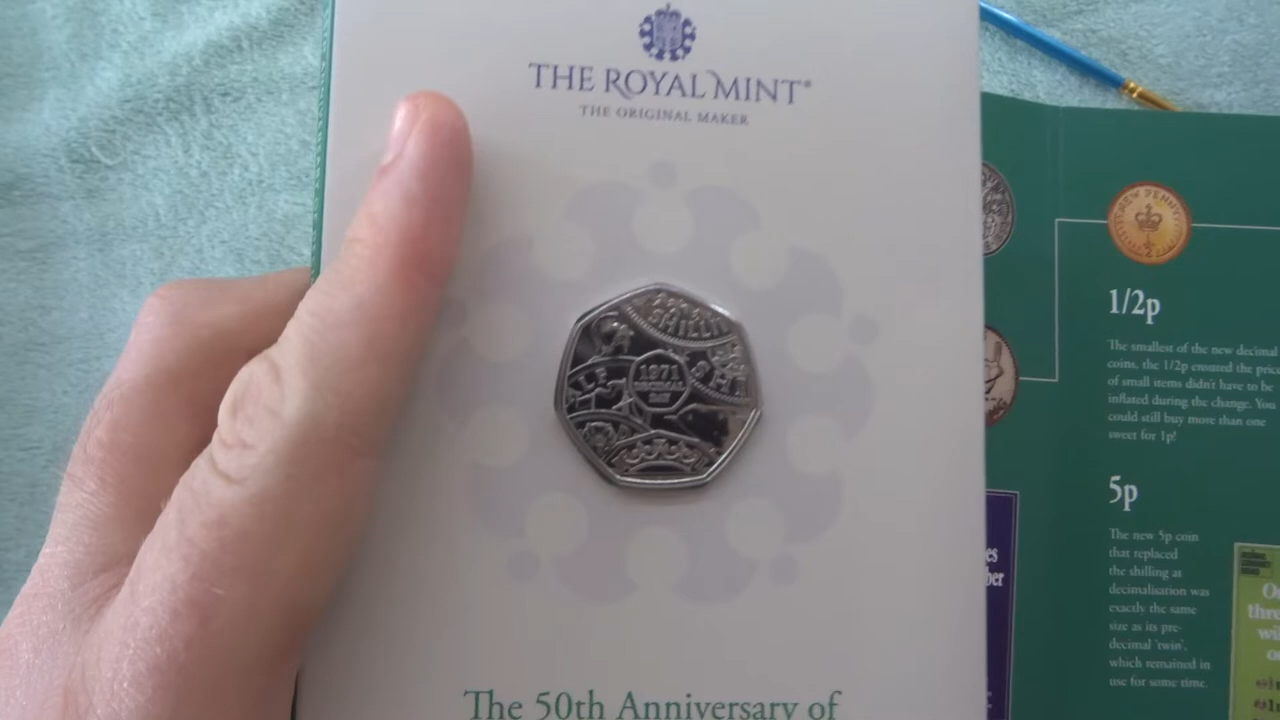 THE ROYAL MINT®
THE ORIGINAL MAKER
SHILLI
SHI
1971
DECIMAL
DAY
The 50th Anniversary of
NEW PENNY
1/2p
The smallest of the new decimal
coins, the 1/2p ensured the price
of small items didn't have to be
inflated during the change. You
could still buy more than one
sweet for 1p!
5p
The new 5p coin
that replaced
the shilling at
decimalisation was
exactly the same
size as its pre-
decimal 'twin',
which remained in
use for some time.